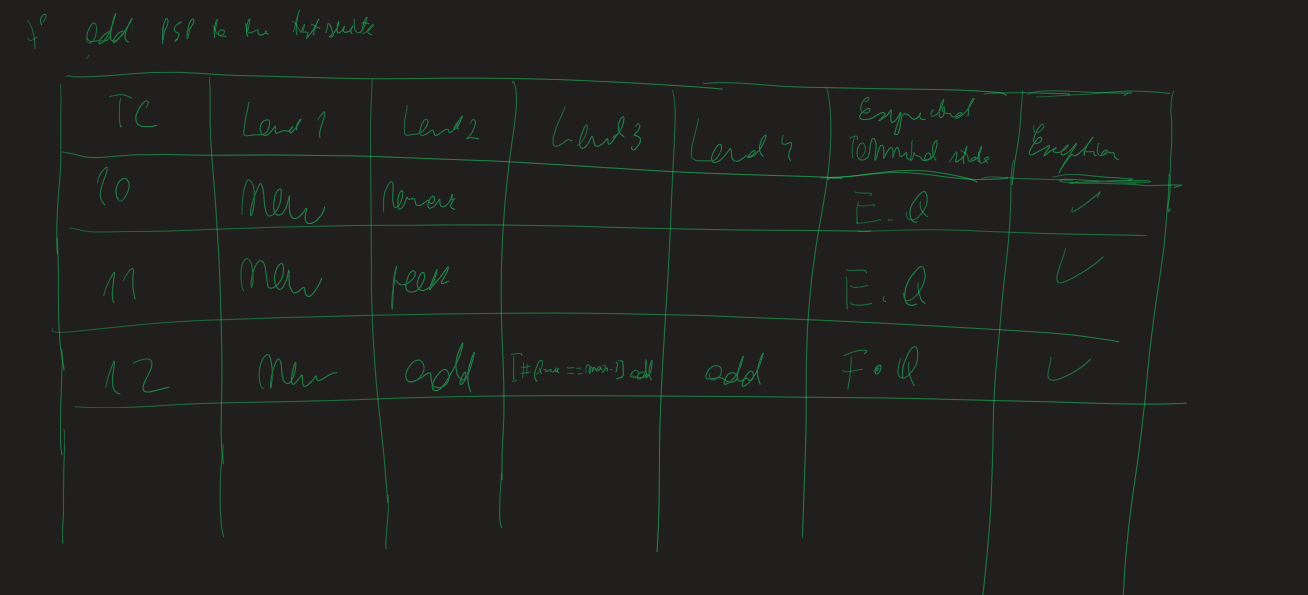 add PSP to the test suite
TC Level 1 Level 2 Level 3 Level 4 Expected Terminal state Exception
10 New Remove E.Q ✓
11 New peek E.Q ✓
12 New add [#Queue==max-1] add add F.Q ✓